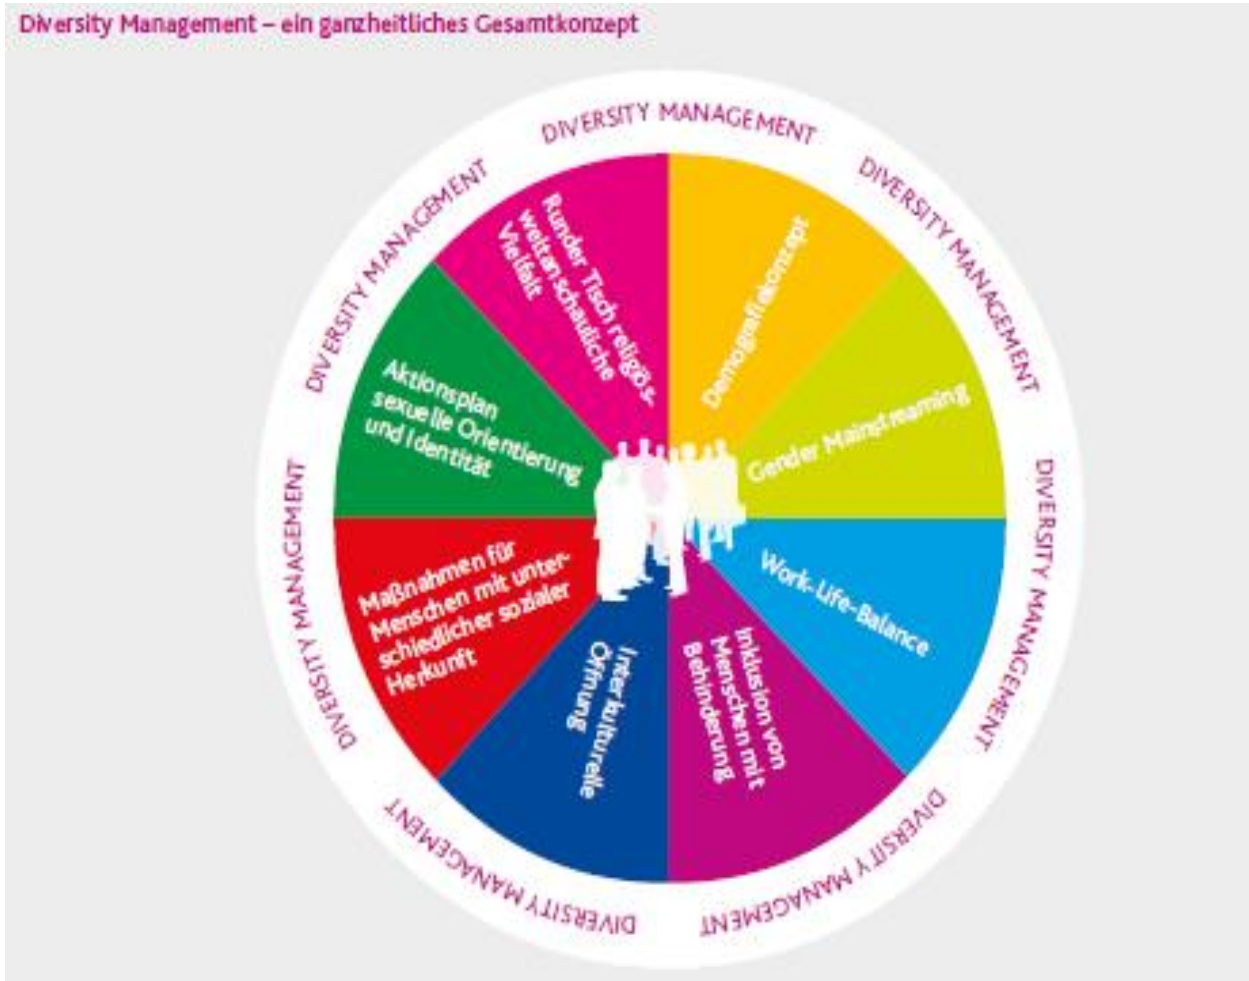 Diversity Management – ein ganzheitliches Gesamtkonzept
DIVERSITY MANAGEMENT
DIVERSITY MANAGEMENT
DIVERSITY MANAGEMENT
DIVERSITY MANAGEMENT
DIVERSITY MANAGEMENT
DIVERSITY MANAGEMENT
DIVERSITY MANAGEMENT
DIVERSITY MANAGEMENT
Demografiekonzept
Gender Mainstreaming
Work-Life-Balance
Inklusion von
Menschen mit
Behinderung
Interkulturelle
Öffnung
Maßnahmen für
Menschen mit unter-
schiedlicher sozialer
Herkunft
Aktionsplan
sexuelle Orientierung
und Identität
Runder Tisch religiös-
weltanschauliche
Vielfalt